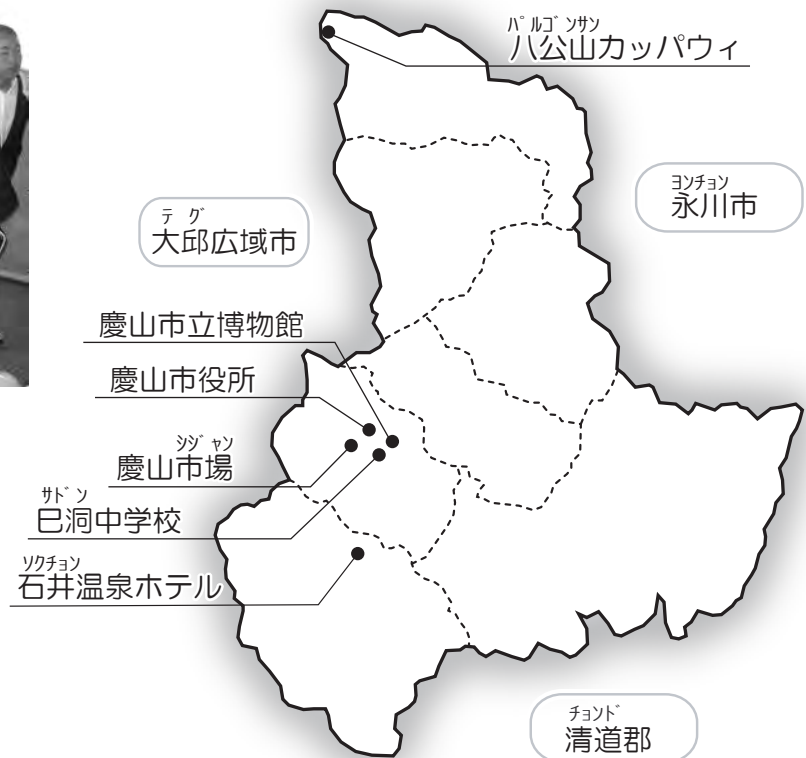 パルゴンサン
八公山カッパウィ
ヨンチョン
永川市
テグ
大邱広域市
慶山市立博物館
慶山市役所
シジャン
慶山市場
サドン
巳洞中学校
ソクチョン
石井温泉ホテル
チョンド
清道郡